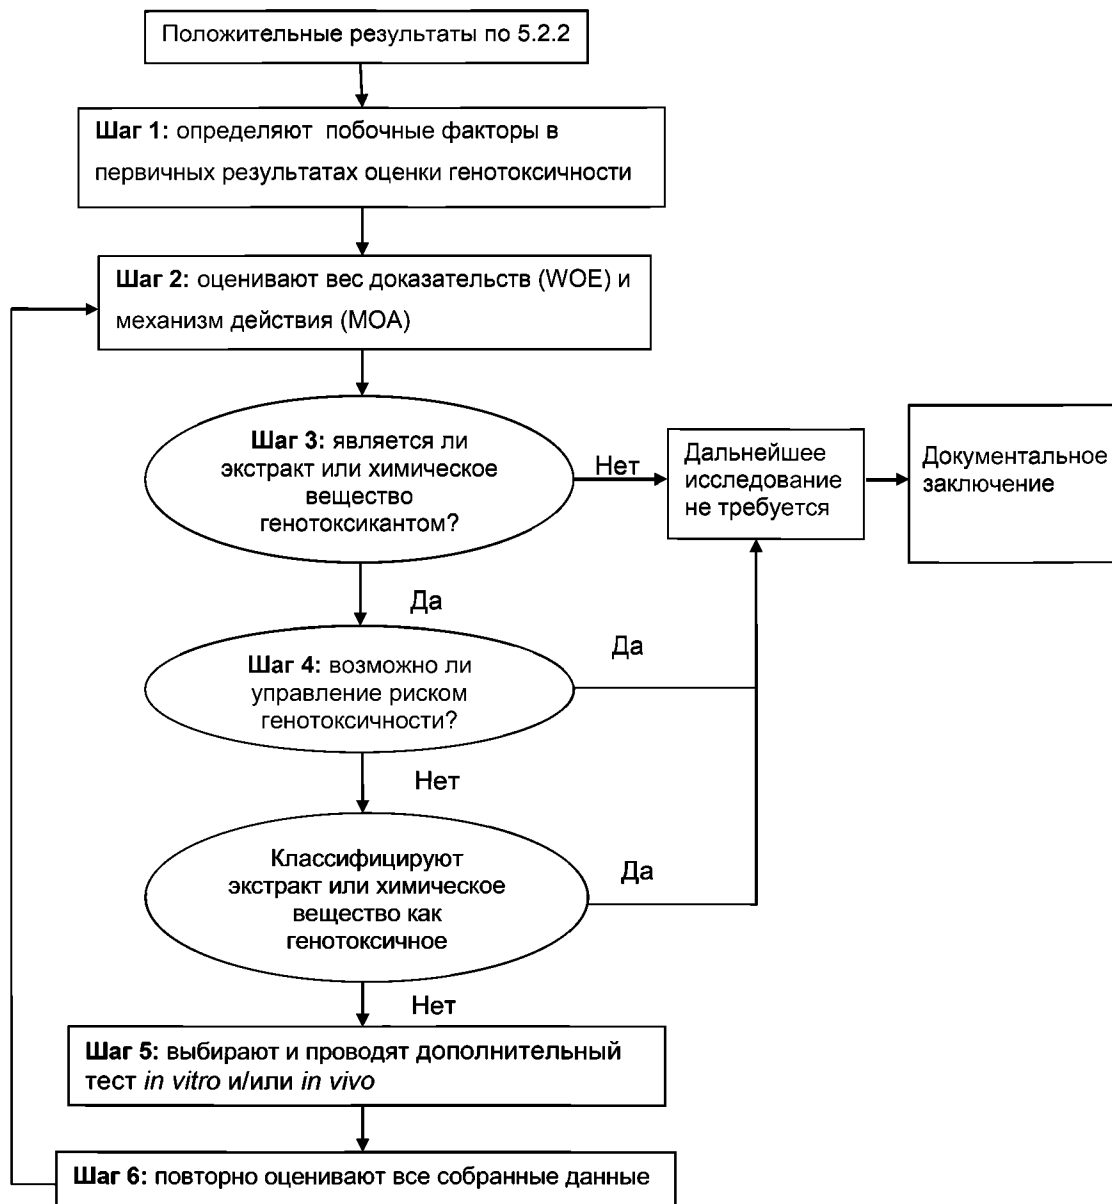 Положительные результаты по 5.2.2
Шаг 1: определяют побочные факторы в
первичных результатах оценки генотоксичности
Шаг 2: оценивают вес доказательств (WOE) и
механизм действия (MOA)
Шаг 3: является ли
экстракт или химическое
вещество
генотоксикантом?
Нет
Дальнейшее
исследование
не требуется
Документальное
заключение
Да
Шаг 4: возможно ли
управление риском
генотоксичности?
Да
Нет
Классифицируют
экстракт или химическое
вещество как
генотоксичное
Да
Нет
Шаг 5: выбирают и проводят дополнительный
тест in vitro и/или in vivo
Шаг 6: повторно оценивают все собранные данные